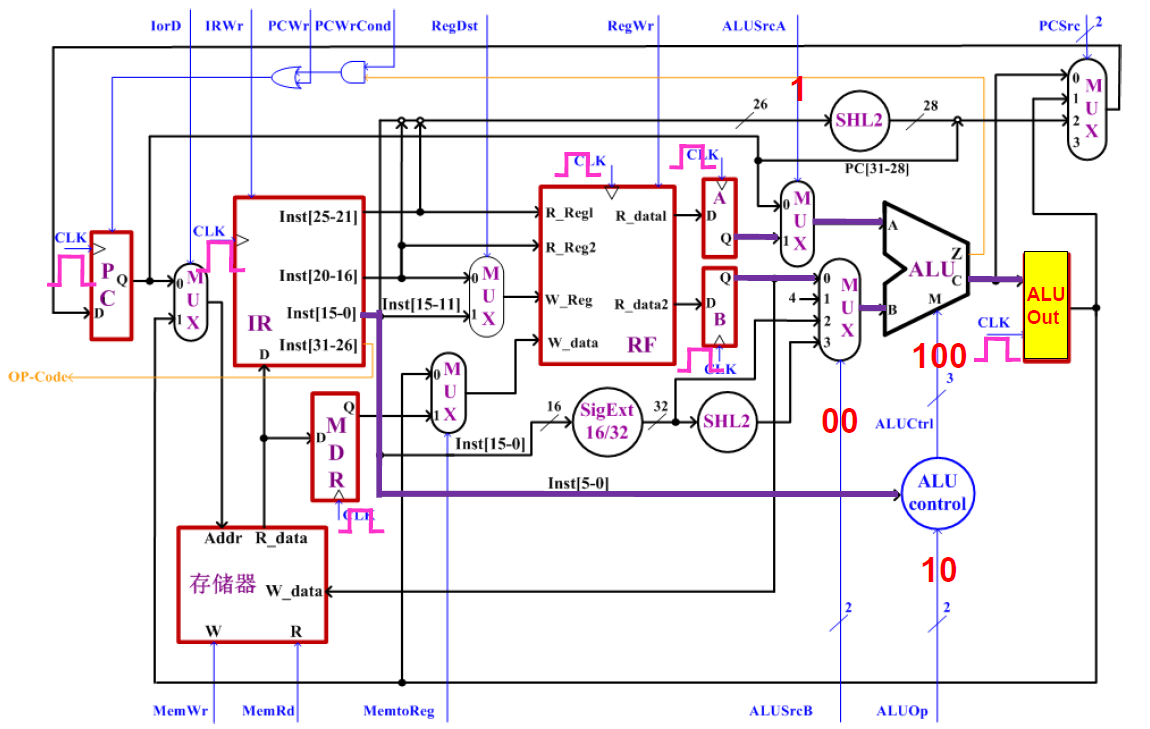 IorD IRWr PCWr PCWrCond RegDst RegWr ALUSrcA PCSrc
2
1
26 SHL2 28
0 1 2 3 MUX
PC[31-28]
CLK CLK
CLK PC Q D
0 1 MUX
CLK
Inst[25-21]
Inst[20-16]
Inst[15-0]
Inst[31-26]
IR
D
Inst[15-11]
0 1 MUX
R_Reg1
R_Reg2
W_Reg
W_data
R_data1
R_data2
RF
A D Q
Q D B
CLK
0 1 MUX
4
0 1 2 3 MUX
A B ALU Z C M
ALU
Out
CLK
OP-Code
100
3
00
ALUCtrl
0 1 MUX
Q MDR D
CLK
16 SigExt 32
16/32
SHL2
Inst[15-0]
Inst[5-0]
ALU
control
10
Addr R_data
存储器
W_data
W R
2 2
MemWr MemRd MemtoReg ALUSrcB ALUOp